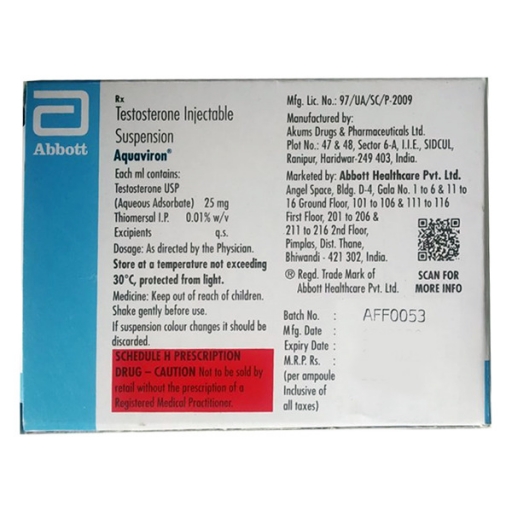 Abbott
Rx
Testosterone Injectable
Suspension
Aquaviron®
Each ml contains:
Testosterone USP
(Aqueous Adsorbate) 25 mg
Thiomersal I.P. 0.01% w/v
Excipients q.s.
Dosage: As directed by the Physician.
Store at a temperature not exceeding
30°C, protected from light.
Medicine: Keep out of reach of children.
Shake gently before use.
If suspension colour changes it should be
discarded.
SCHEDULE H PRESCRIPTION
DRUG – CAUTION Not to be sold by
retail without the prescription of a
Registered Medical Practitioner.
Mfg. Lic. No.: 97/UA/SC/P-2009
Manufactured by:
Akums Drugs & Pharmaceuticals Ltd.
Plot No.: 47 & 48, Sector 6-A, I.I.E., SIDCUL,
Ranipur, Haridwar-249 403, India.
Marketed by: Abbott Healthcare Pvt. Ltd.
Angel Space, Bldg. D-4, Gala No. 1 to 6 & 11 to
16 Ground Floor, 101 to 106 & 111 to 116
First Floor, 201 to 206 &
211 to 216 2nd Floor,
Pimplas, Dist. Thane,
Bhiwandi - 421 302, India.
® Regd. Trade Mark of
Abbott Healthcare Pvt. Ltd.
SCAN FOR
MORE INFO
Batch No. : AFF0053
Mfg. Date :
Expiry Date :
M.R.P. Rs. :
(per ampoule
Inclusive of
all taxes)